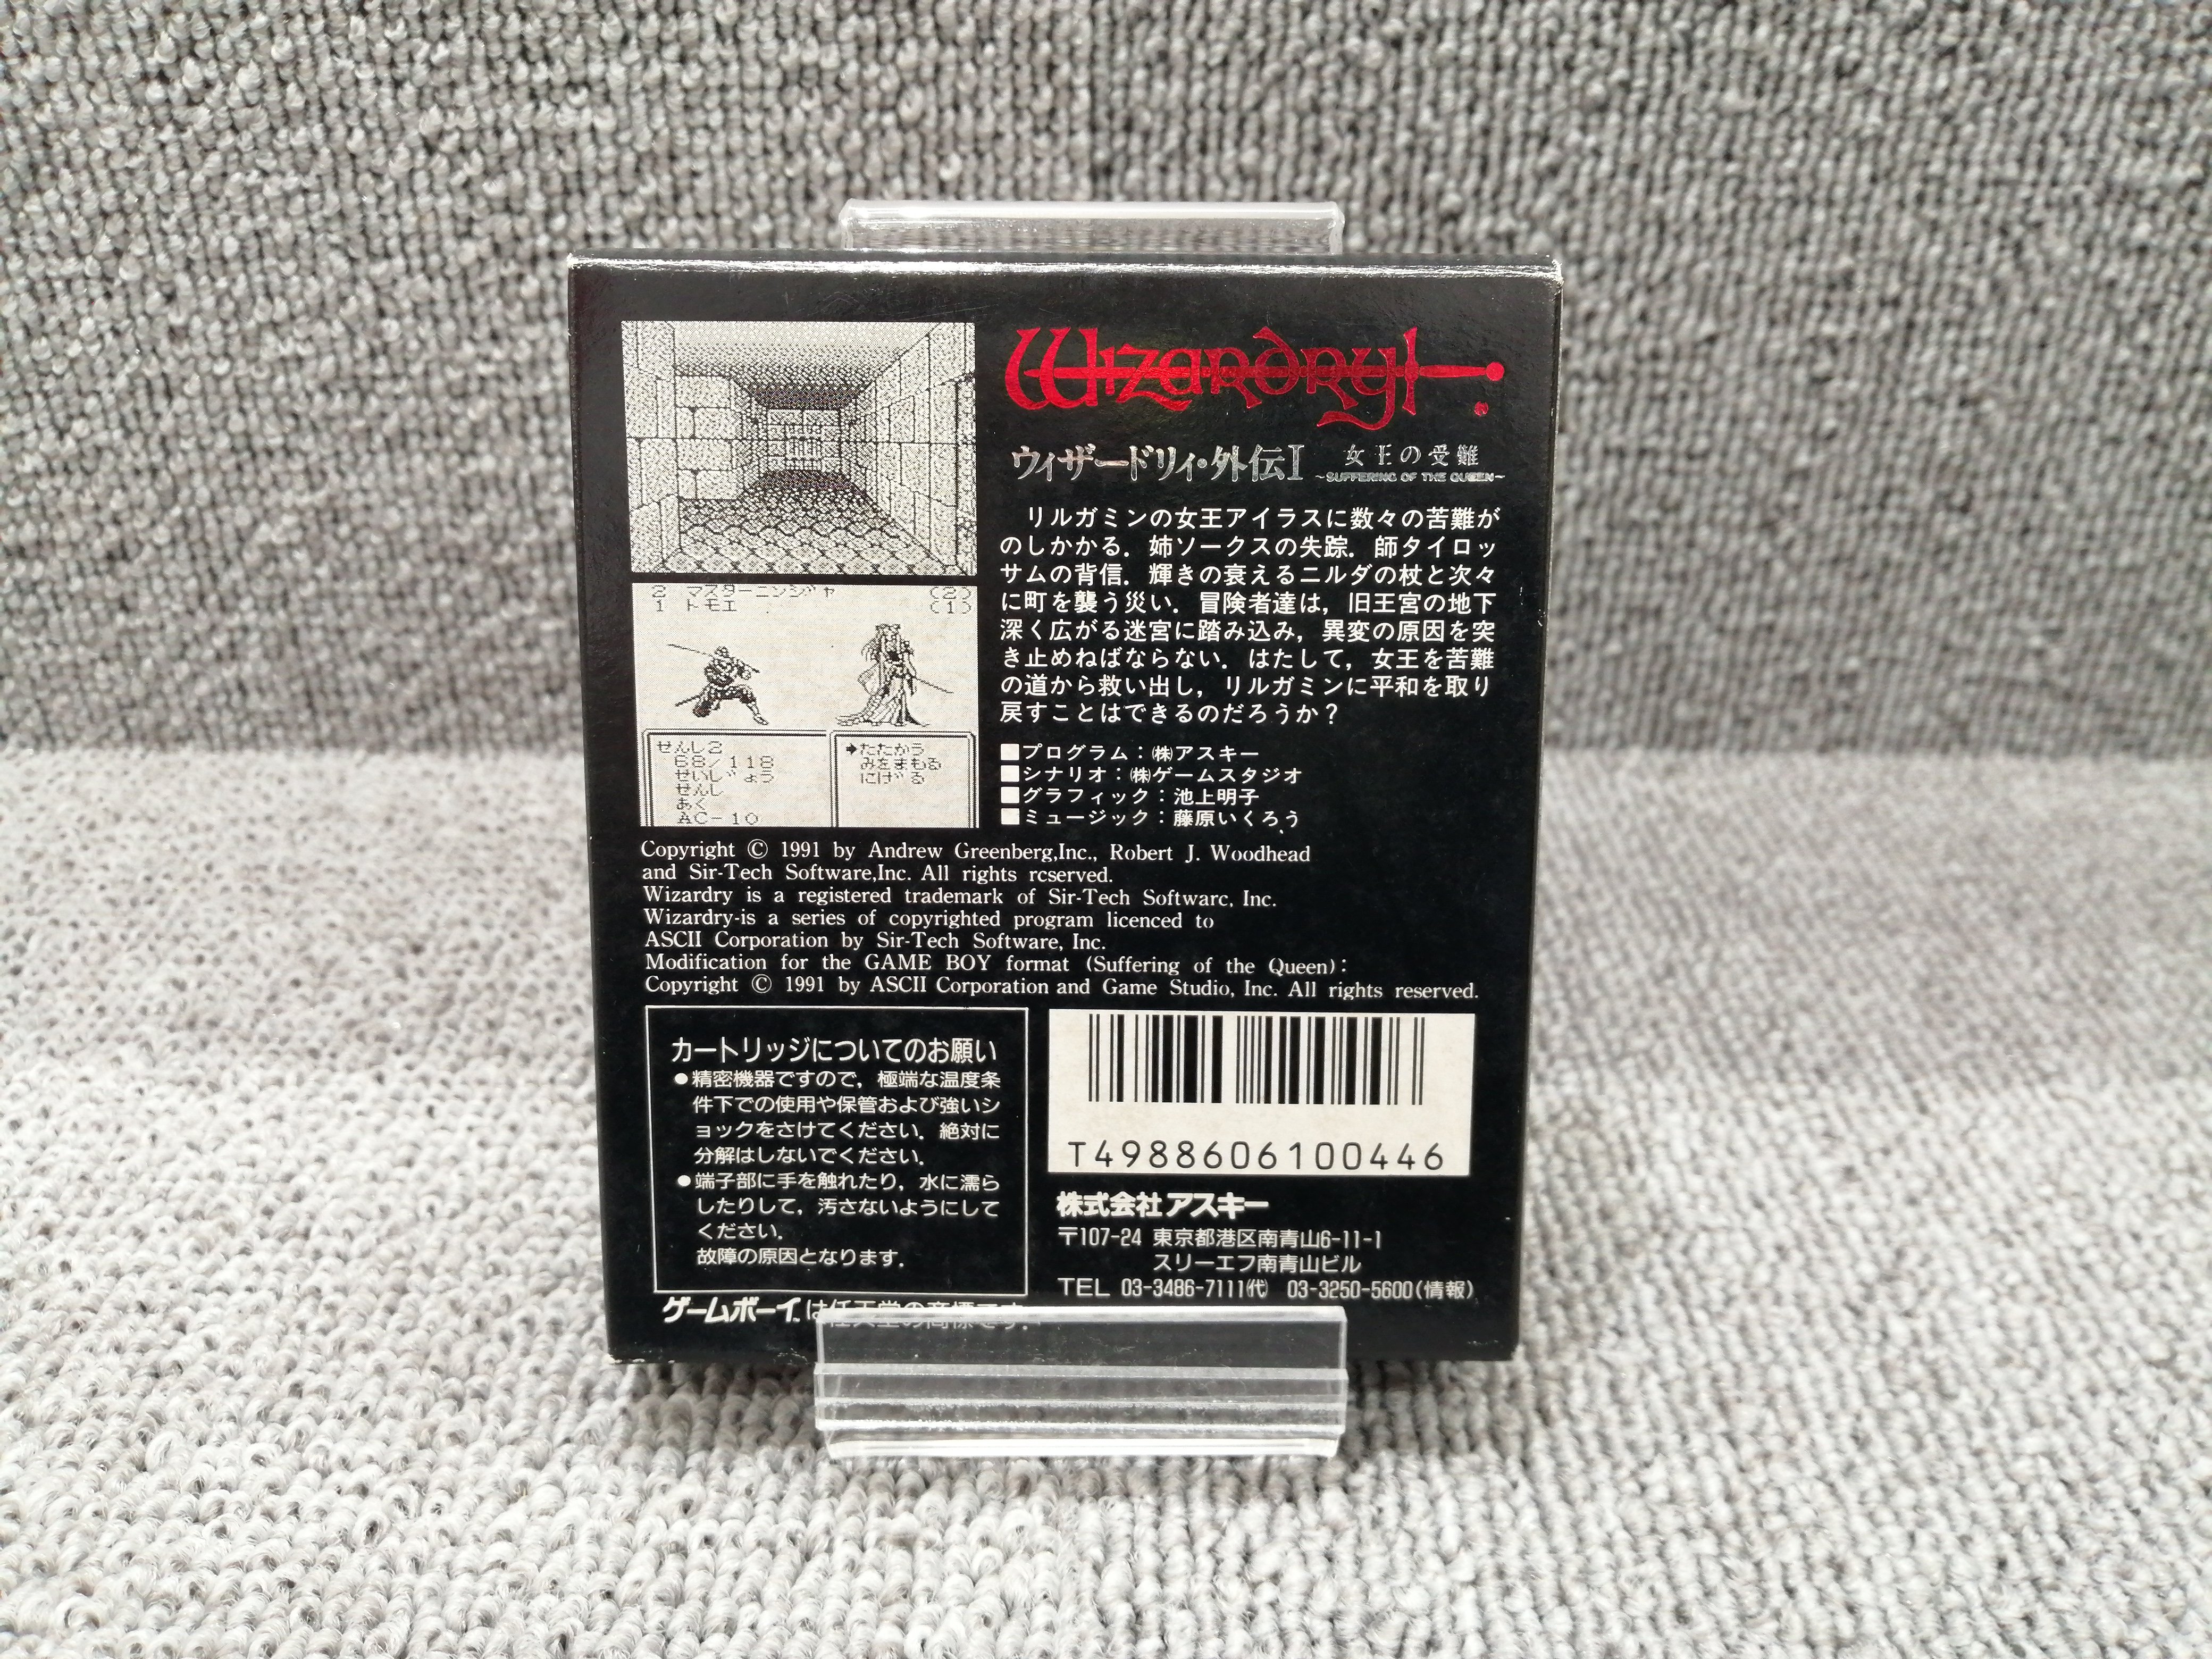 Wizardry
ウィザードリィ・外伝I 女王の受難
~SUFFERING OF THE QUEEN~
リルガミンの女王アイラスに数々の苦難が
のしかかる．姉ソークスの失踪．師タイロッ
サムの背信．輝きの衰えるニルダの杖と次々
に町を襲う災い．冒険者達は，旧王宮の地下
深く広がる迷宮に踏み込み，異変の原因を突
き止めねばならない．はたして，女王を苦難
の道から救い出し，リルガミンに平和を取り
戻すことはできるのだろうか？
■プログラム：㈱アスキー
■シナリオ：㈱ゲームスタジオ
■グラフィック：池上明子
■ミュージック：藤原いくろう
2 マスターニンジャ (2)
1 トモエ (1)
せんし2
68/118
せいじょう
せんし
あく
AC-10
➔たたかう
みをまもる
にげる
Copyright © 1991 by Andrew Greenberg,Inc., Robert J. Woodhead
and Sir-Tech Software,Inc. All rights reserved.
Wizardry is a registered trademark of Sir-Tech Software, Inc.
Wizardry-is a series of copyrighted program licenced to
ASCII Corporation by Sir-Tech Software, Inc.
Modification for the GAME BOY format (Suffering of the Queen):
Copyright © 1991 by ASCII Corporation and Game Studio, Inc. All rights reserved.
カートリッジについてのお願い
●精密機器ですので，極端な温度条
件下での使用や保管および強いシ
ョックをさけてください．絶対に
分解はしないでください．
●端子部に手を触れたり，水に濡ら
したりして，汚さないようにして
ください．
故障の原因となります．
ゲームボーイは任天堂の商標です．
T4988606100446
株式会社アスキー
〒107-24 東京都港区南青山6-11-1
スリーエフ南青山ビル
TEL 03-3486-7111㈹ 03-3250-5600(情報)